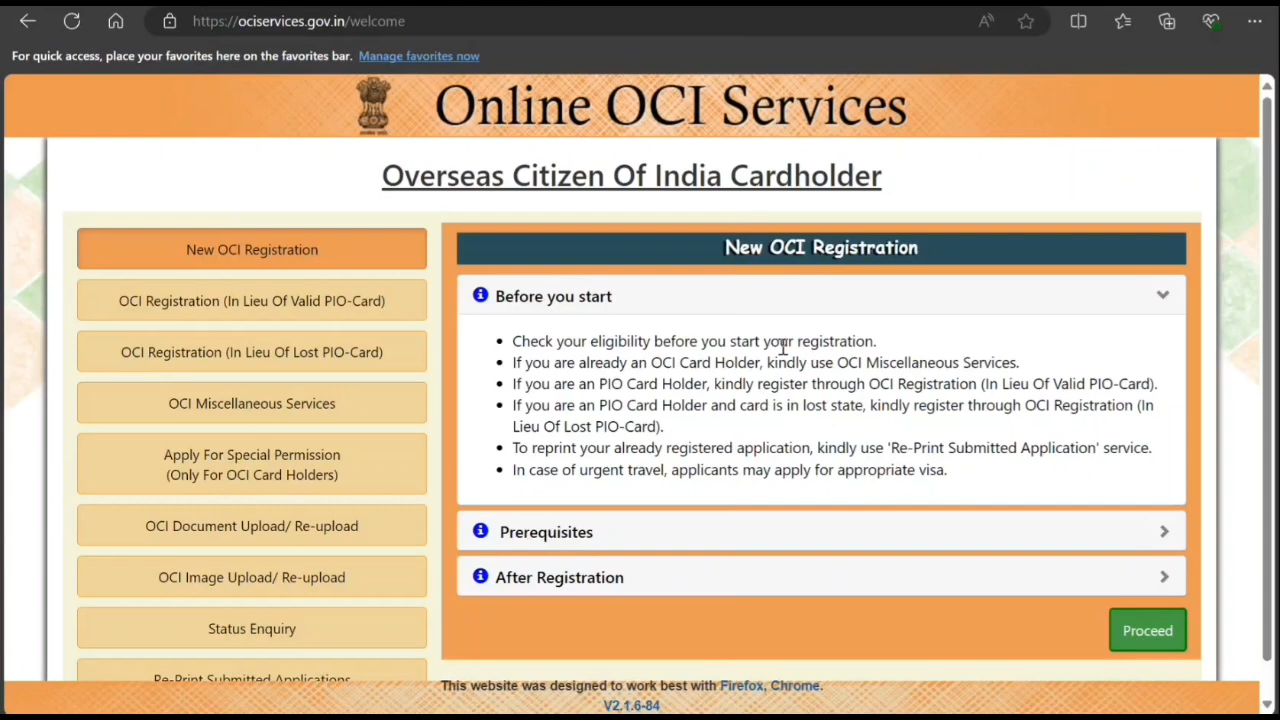 https://ociservices.gov.in/welcome
For quick access, place your favorites here on the favorites bar. Manage favorites now
Online OCI Services
Overseas Citizen Of India Cardholder
New OCI Registration
OCI Registration (In Lieu Of Valid PIO-Card)
OCI Registration (In Lieu Of Lost PIO-Card)
OCI Miscellaneous Services
Apply For Special Permission
(Only For OCI Card Holders)
OCI Document Upload/ Re-upload
OCI Image Upload/ Re-upload
Status Enquiry
Re-Print Submitted Applications
New OCI Registration
Before you start
• Check your eligibility before you start your registration.
• If you are already an OCI Card Holder, kindly use OCI Miscellaneous Services.
• If you are an PIO Card Holder, kindly register through OCI Registration (In Lieu Of Valid PIO-Card).
• If you are an PIO Card Holder and card is in lost state, kindly register through OCI Registration (In
Lieu Of Lost PIO-Card).
• To reprint your already registered application, kindly use 'Re-Print Submitted Application' service.
• In case of urgent travel, applicants may apply for appropriate visa.
Prerequisites
After Registration
Proceed
This website was designed to work best with Firefox, Chrome.
V2.1.6-84